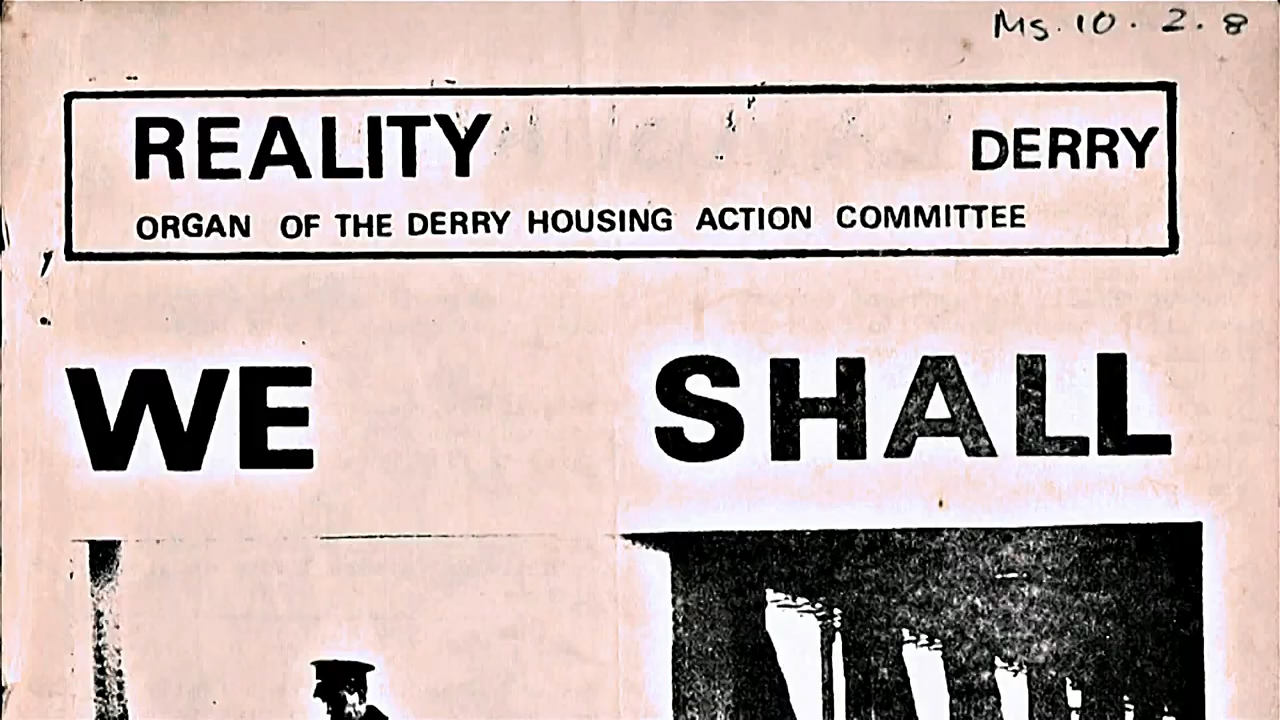 Ms. 10. 2. 8
REALITY DERRY
ORGAN OF THE DERRY HOUSING ACTION COMMITTEE
WE SHALL